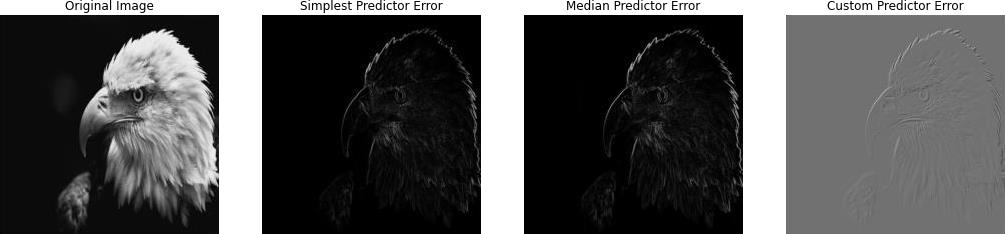 Original Image
Simplest Predictor Error
Median Predictor Error
Custom Predictor Error